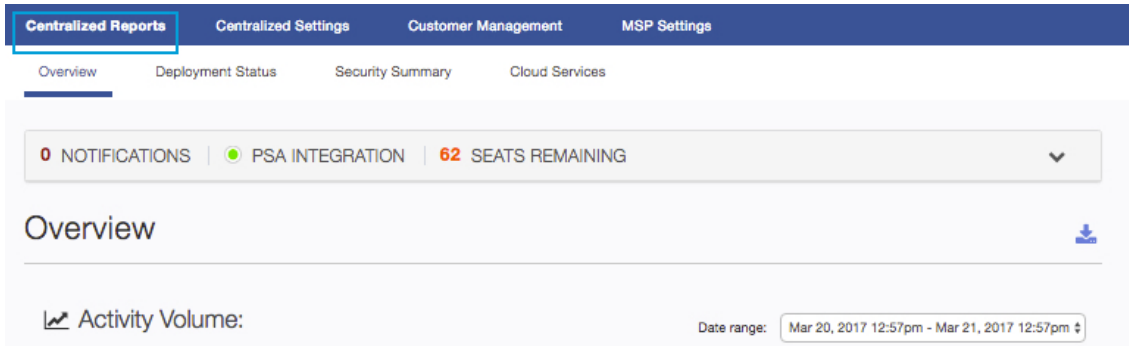 Centralized Reports Centralized Settings Customer Management MSP Settings
Overview Deployment Status Security Summary Cloud Services
0 NOTIFICATIONS PSA INTEGRATION 62 SEATS REMAINING
Overview
Activity Volume:
Date range: Mar 20, 2017 12:57pm - Mar 21, 2017 12:57pm